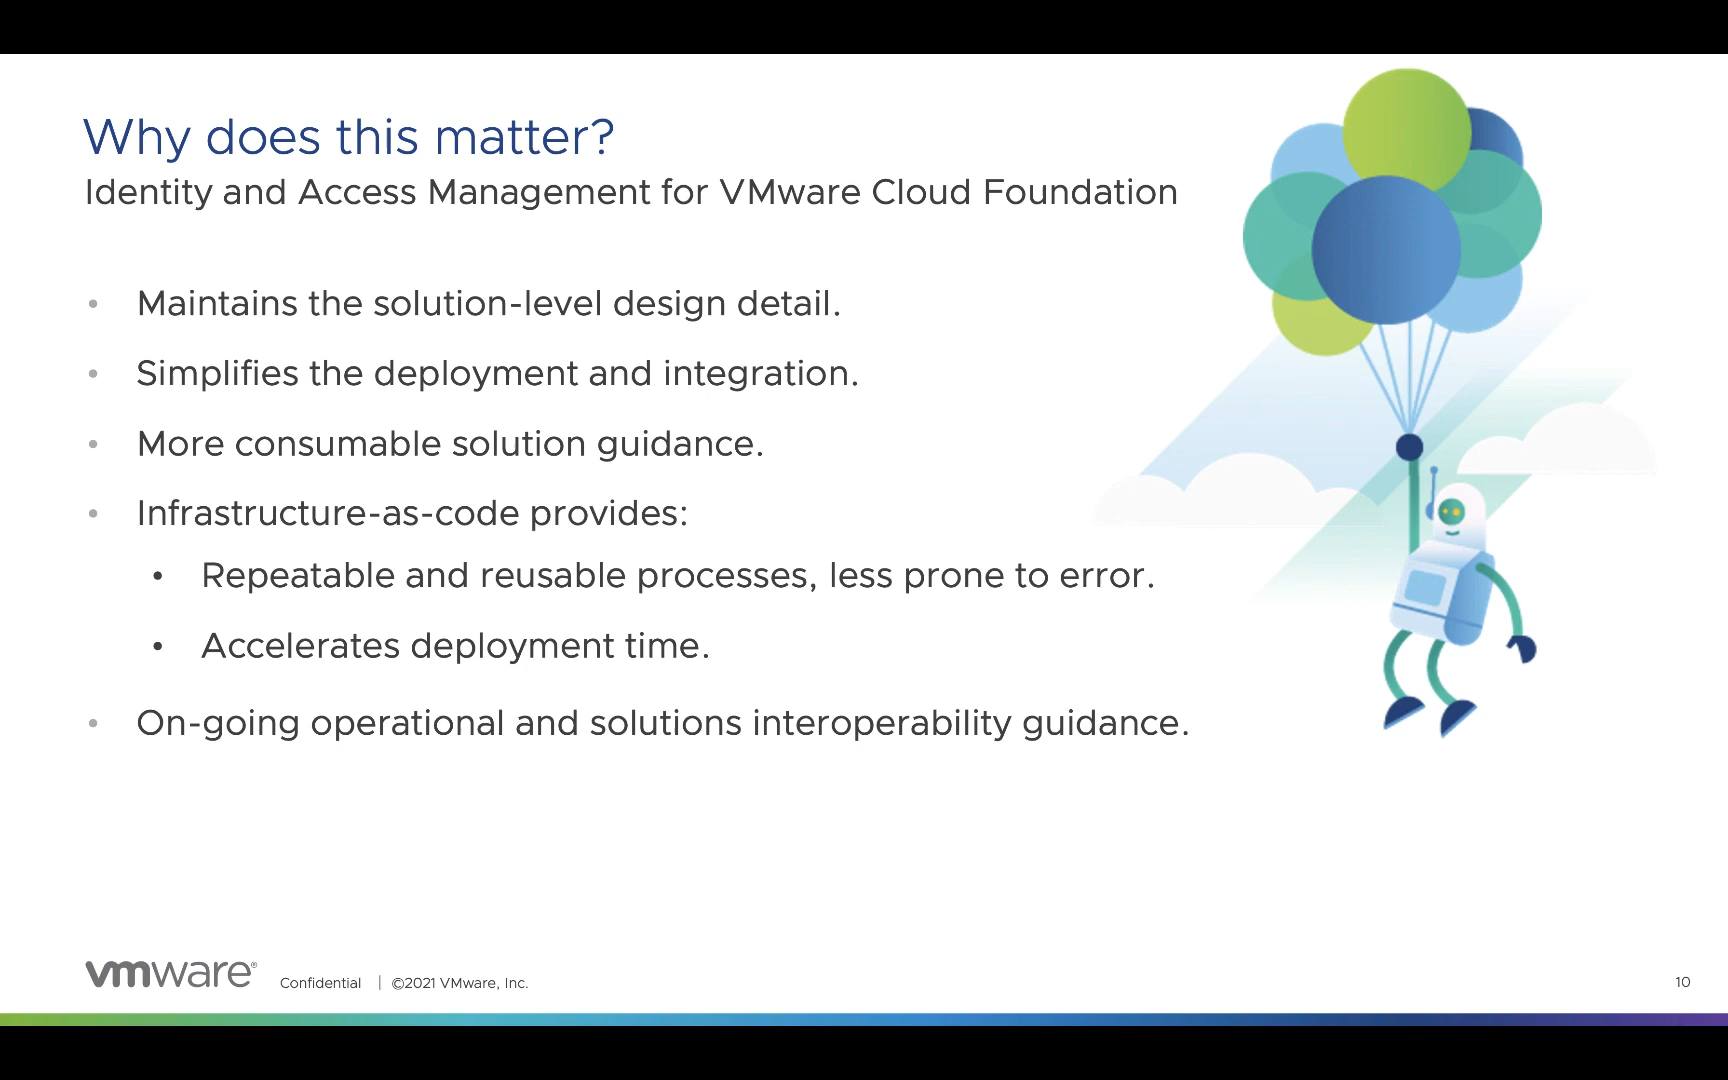 Why does this matter?
Identity and Access Management for VMware Cloud Foundation
• Maintains the solution-level design detail.
• Simplifies the deployment and integration.
• More consumable solution guidance.
• Infrastructure-as-code provides:
• Repeatable and reusable processes, less prone to error.
• Accelerates deployment time.
• On-going operational and solutions interoperability guidance.
vmware® Confidential | ©2021 VMware, Inc. 10